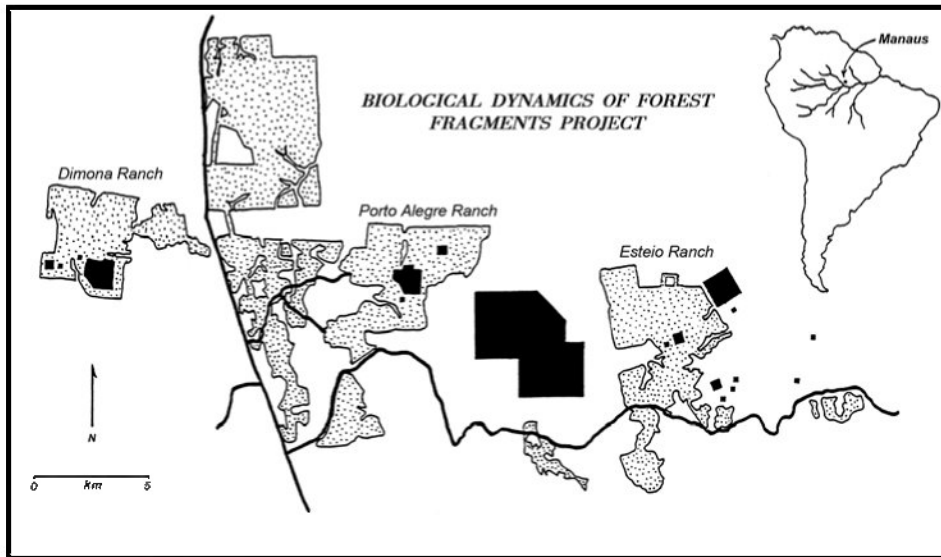 Manaus
BIOLOGICAL DYNAMICS OF FOREST
FRAGMENTS PROJECT
Dimona Ranch
Porto Alegre Ranch
Esteio Ranch
N
0 km 5